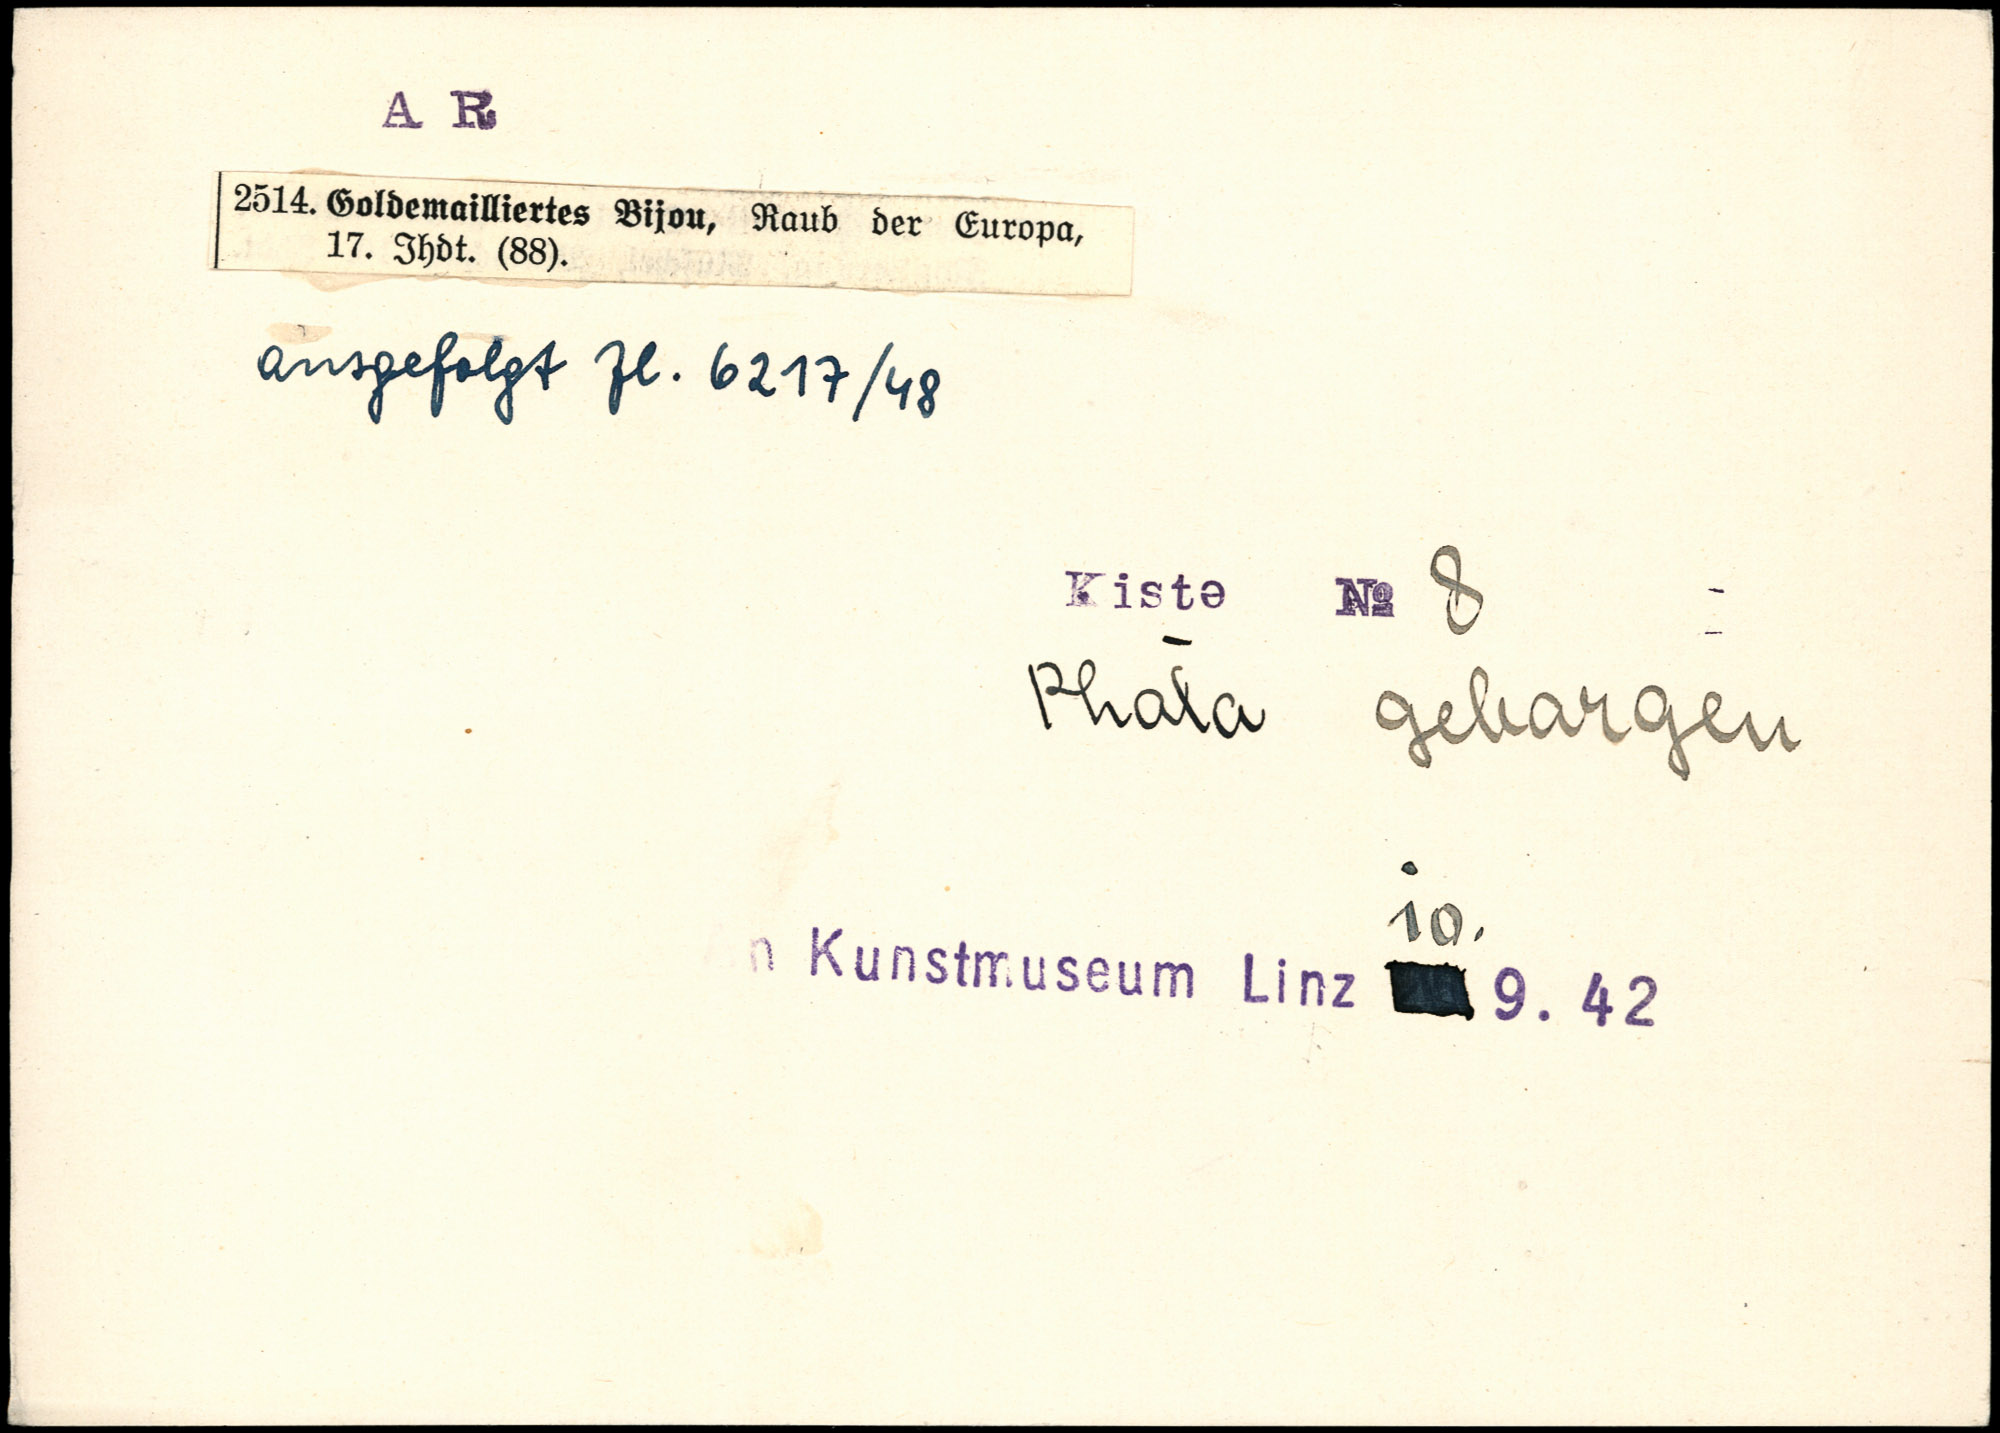 A R
2514. Goldemailliertes Bijou, Raub der Europa,
17. Jhdt. (88).
ausgefolgt Zl. 6217/48
Kiste № 8
geborgen
10.
An Kunstmuseum Linz 9. 42